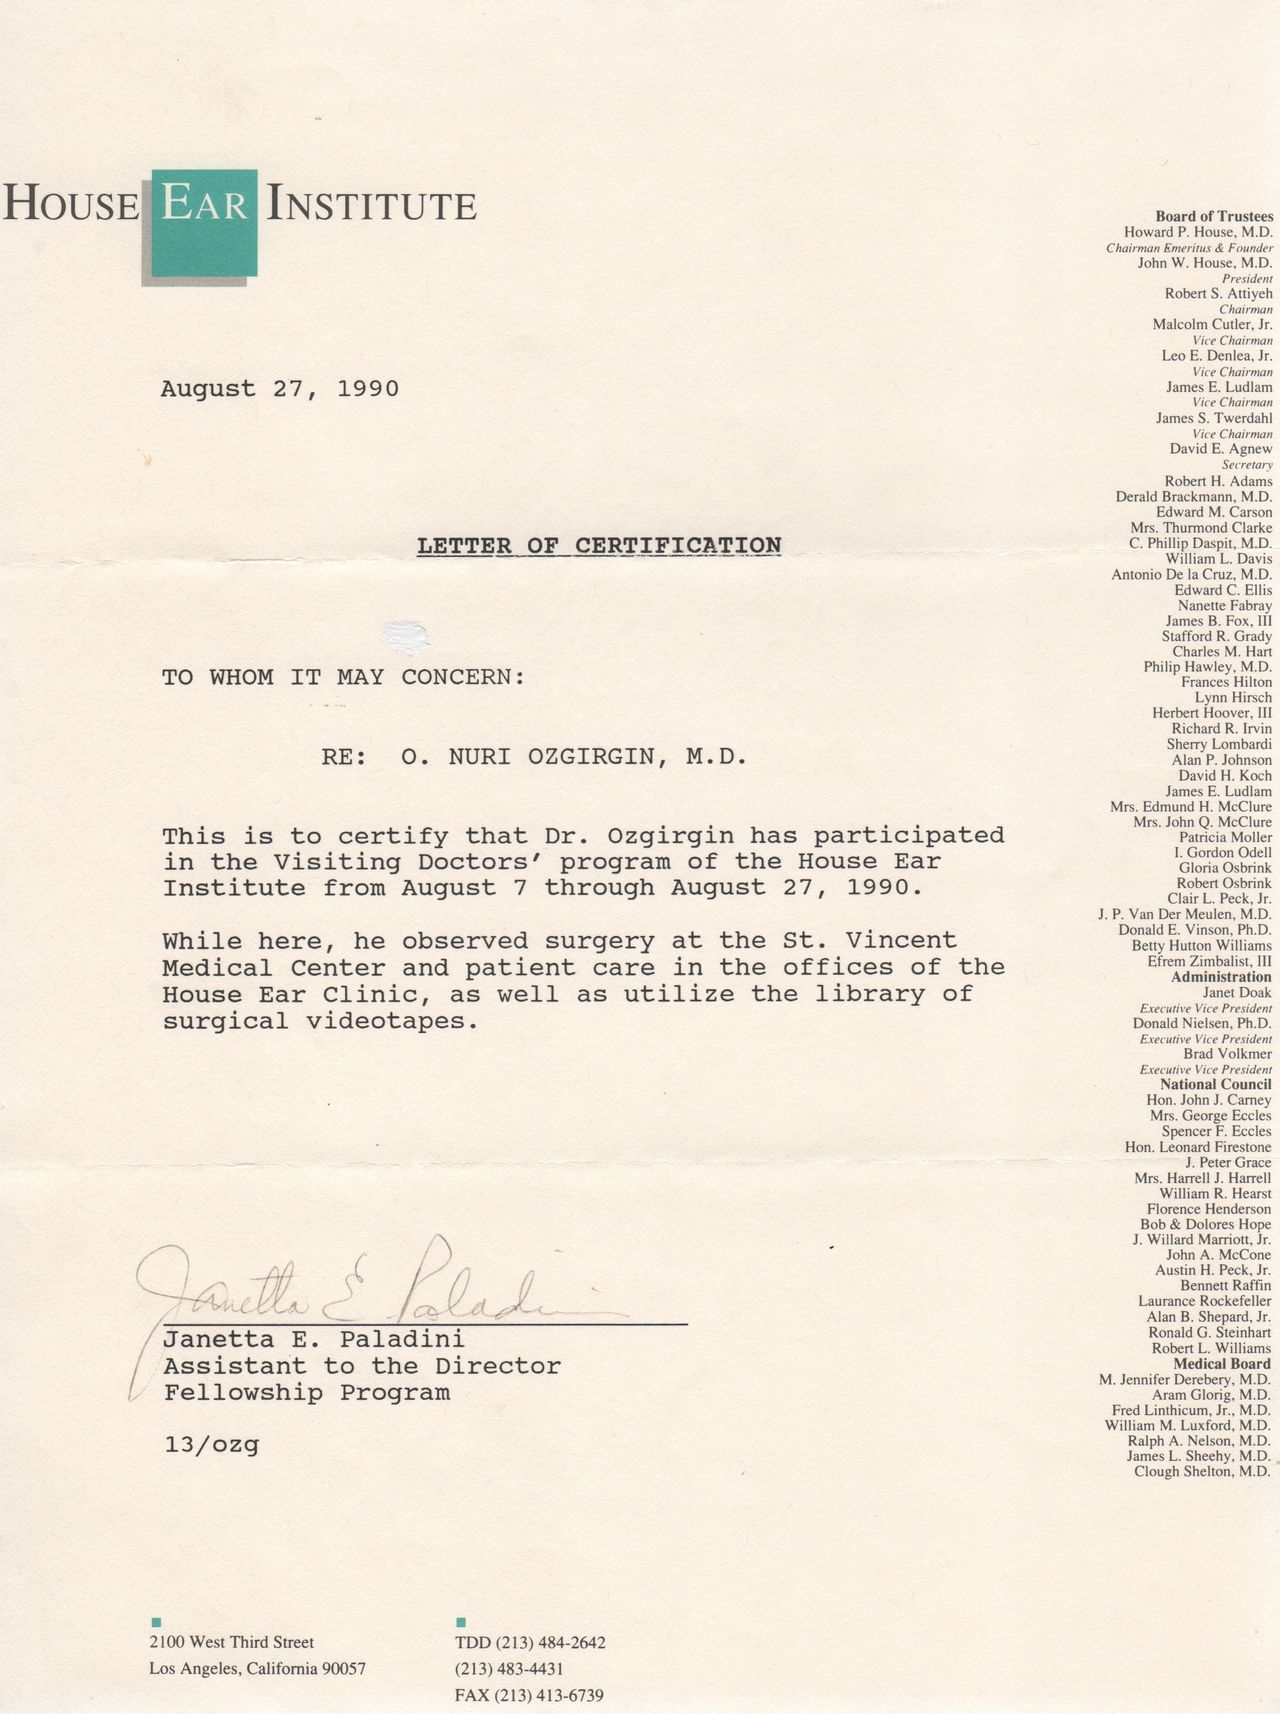 HOUSE EAR INSTITUTE
Board of Trustees
Howard P. House, M.D.
Chairman Emeritus & Founder
John W. House, M.D.
President
Robert S. Attiyeh
Chairman
Malcolm Cutler, Jr.
Vice Chairman
Leo E. Denlea, Jr.
Vice Chairman
James E. Ludlam
Vice Chairman
James S. Twerdahl
Vice Chairman
David E. Agnew
Secretary
Robert H. Adams
Derald Brackmann, M.D.
Edward M. Carson
Mrs. Thurmond Clarke
C. Phillip Daspit, M.D.
William L. Davis
Antonio De la Cruz, M.D.
Edward C. Ellis
Nanette Fabray
James B. Fox, III
Stafford R. Grady
Charles M. Hart
Philip Hawley, M.D.
Frances Hilton
Lynn Hirsch
Herbert Hoover, III
Richard R. Irvin
Sherry Lombardi
Alan P. Johnson
David H. Koch
James E. Ludlam
Mrs. Edmund H. McClure
Mrs. John Q. McClure
Patricia Moller
I. Gordon Odell
Gloria Osbrink
Robert Osbrink
Clair L. Peck, Jr.
J. P. Van Der Meulen, M.D.
Donald E. Vinson, Ph.D.
Betty Hutton Williams
Efrem Zimbalist, III
Administration
Janet Doak
Executive Vice President
Donald Nielsen, Ph.D.
Executive Vice President
Brad Volkmer
Executive Vice President
National Council
Hon. John J. Carney
Mrs. George Eccles
Spencer F. Eccles
Hon. Leonard Firestone
J. Peter Grace
Mrs. Harrell J. Harrell
William R. Hearst
Florence Henderson
Bob & Dolores Hope
J. Willard Marriott, Jr.
John A. McCone
Austin H. Peck, Jr.
Bennett Raffin
Laurance Rockefeller
Alan B. Shepard, Jr.
Ronald G. Steinhart
Robert L. Williams
Medical Board
M. Jennifer Derebery, M.D.
Aram Glorig, M.D.
Fred Linthicum, Jr., M.D.
William M. Luxford, M.D.
Ralph A. Nelson, M.D.
James L. Sheehy, M.D.
Clough Shelton, M.D.
August 27, 1990
LETTER OF CERTIFICATION
TO WHOM IT MAY CONCERN:
RE: O. NURI OZGIRGIN, M.D.
This is to certify that Dr. Ozgirgin has participated
in the Visiting Doctors' program of the House Ear
Institute from August 7 through August 27, 1990.
While here, he observed surgery at the St. Vincent
Medical Center and patient care in the offices of the
House Ear Clinic, as well as utilize the library of
surgical videotapes.
Janetta E Paladini
Janetta E. Paladini
Assistant to the Director
Fellowship Program
13/ozg
2100 West Third Street
Los Angeles, California 90057
TDD (213) 484-2642
(213) 483-4431
FAX (213) 413-6739